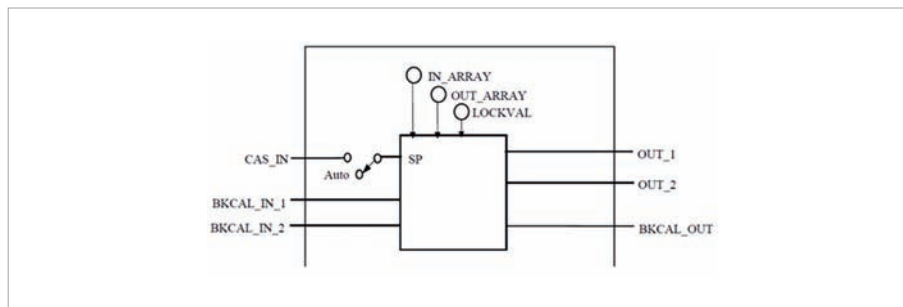 IN_ARRAY
OUT_ARRAY
LOCKVAL
CAS_IN
SP
OUT_1
Auto
OUT_2
BKCAL_IN_1
BKCAL_IN_2
BKCAL_OUT